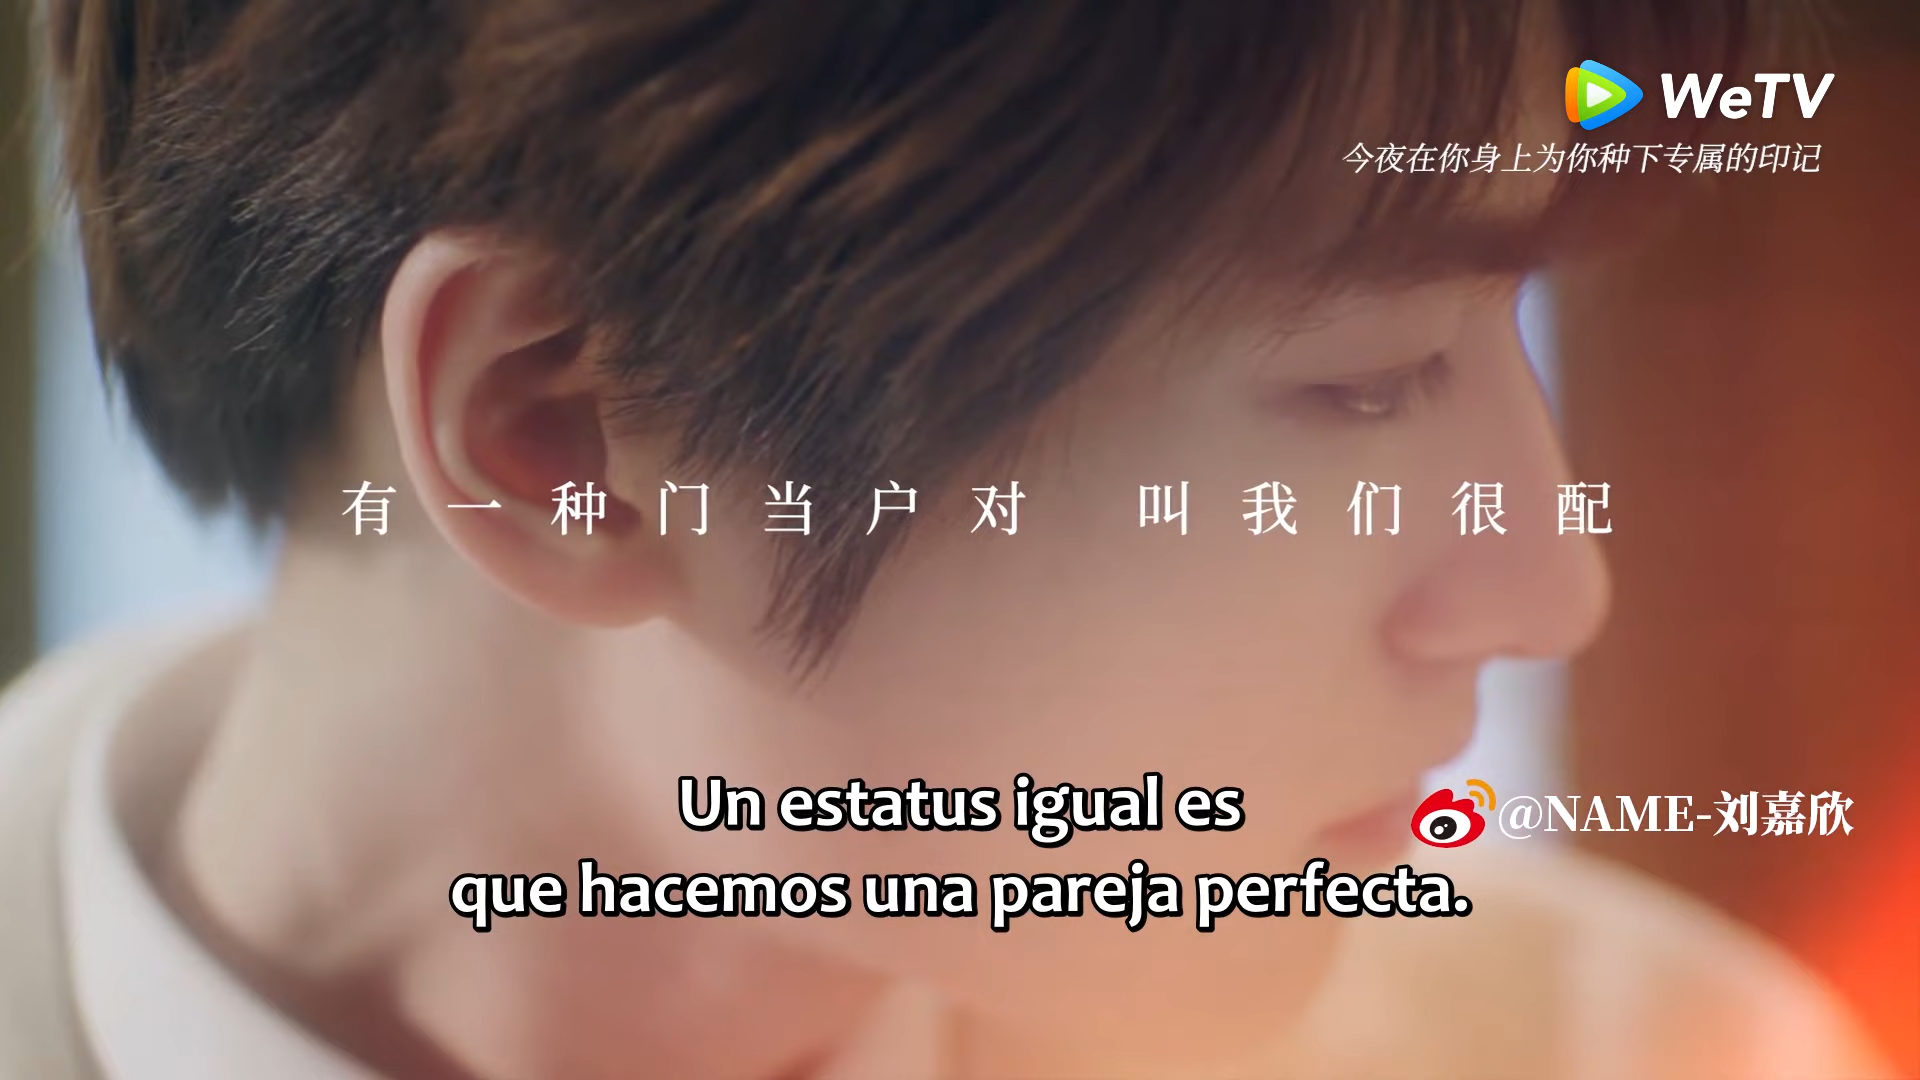 WeTV
今夜在你身上为你种下专属的印记
有一种门当户对 叫我们很配
Un estatus igual es
que hacemos una pareja perfecta.
@NAME-刘嘉欣